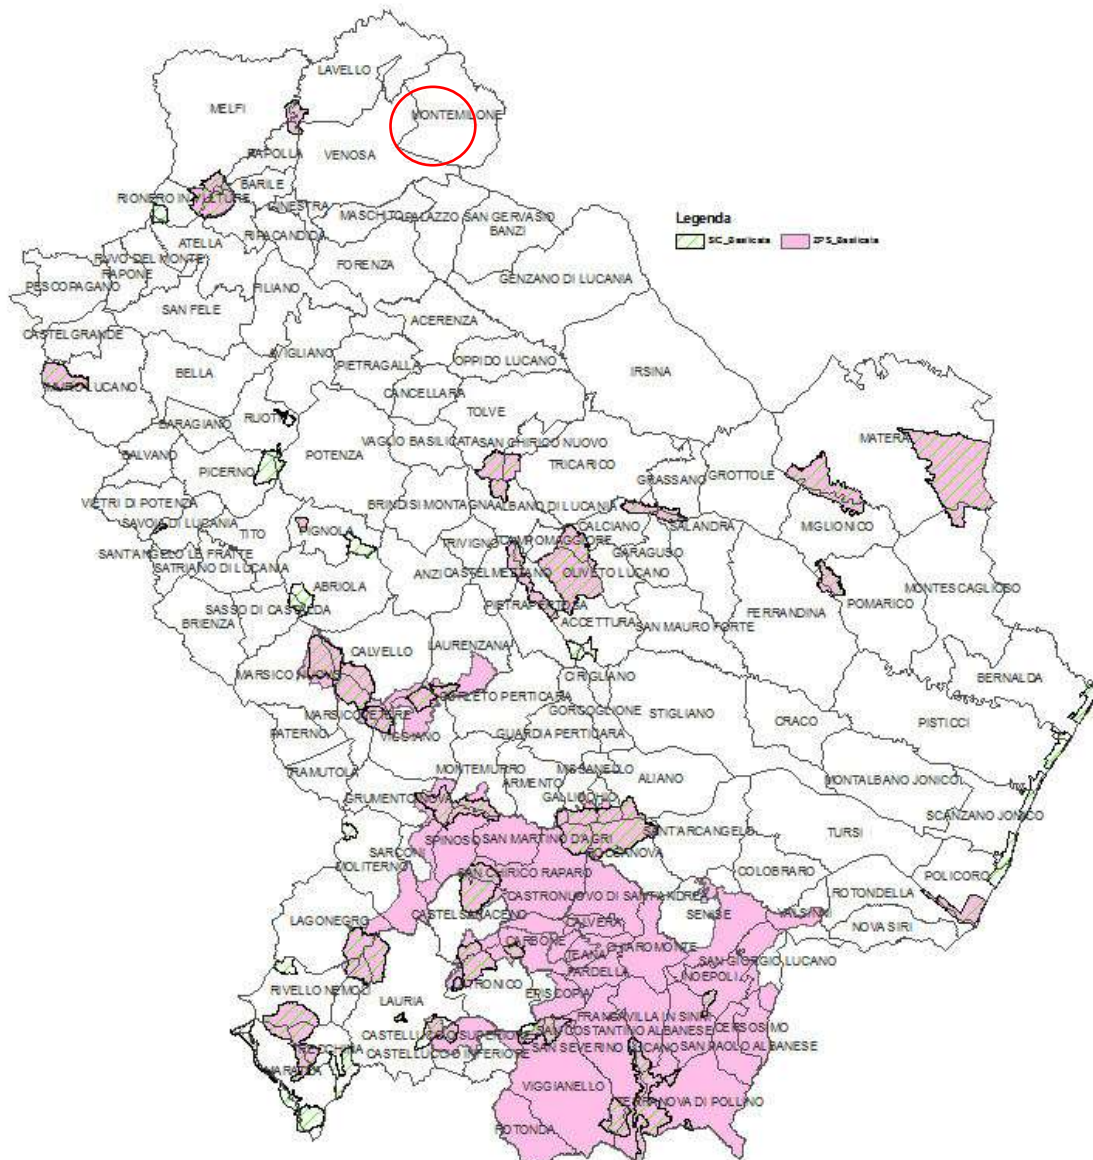 LAVELLO
MELFI
MONTEMILONE
RAPOLLA
VENOSA
BARILE
RIONERO IN VULTURE
GINESTRA
MASCHITO
PALAZZO SAN GERVASIO
BANZI
Legenda
SIC_Basilicata
ZPS_Basilicata
ATELLA
RIPACANDIDA
RUVO DEL MONTE
RAPONE
FORENZA
GENZANO DI LUCANIA
PESCOPAGANO
FILIANO
SAN FELE
ACERENZA
CASTELGRANDE
AVIGLIANO
PIETRAGALLA
OPPIDO LUCANO
BELLA
IRSINA
MURO LUCANO
CANCELLARA
TOLVE
BARAGIANO
RUOTI
VAGLIO BASILICATA
SAN CHIRICO NUOVO
MATERA
BALVANO
POTENZA
PICERNO
TRICARICO
GROTTOLE
GRASSANO
VIETRI DI POTENZA
BRINDISI MONTAGNA
ALBANO DI LUCANIA
SAVOIA DI LUCANIA
TITO
PIGNOLA
CALCIANO
SALANDRA
MIGLIONICO
TRIVIGNO
CAMPOMAGGIORE
SANT'ANGELO LE FRATTE
SATRIANO DI LUCANIA
GARAGUSO
ANZI
CASTELMEZZANO
OLIVETO LUCANO
ABRIOLA
MONTESCAGLIOSO
SASSO DI CASTALDA
PIETRAPERTOSA
FERRANDINA
POMARICO
BRIENZA
ACCETTURA
SAN MAURO FORTE
CALVELLO
LAURENZANA
MARSICO NUOVO
CIRIGLIANO
BERNALDA
CORLETO PERTICARA
GORGOGLIONE
STIGLIANO
MARSICOVETERE
CRACO
PISTICCI
PATERNO
VIGGIANO
GUARDIA PERTICARA
TRAMUTOLA
MONTEMURRO
MISSANELLO
ALIANO
MONTALBANO JONICO
ARMENTO
GRUMENTO NOVA
GALLICCHIO
SCANZANO JONICO
SPINOSO
SAN MARTINO D'AGRI
SANT'ARCANGELO
TURSI
SARCONI
ROCCANOVA
MOLITERNO
SAN CHIRICO RAPARO
COLOBRARO
POLICORO
CASTRONUOVO DI SANT'ANDREA
ROTONDELLA
LAGONEGRO
CASTELSARACENO
SENISE
VALSINNI
CALVERA
NOVA SIRI
CARBONE
CHIAROMONTE
TEANA
SAN GIORGIO LUCANO
FARDELLA
NOEPOLI
RIVELLO
NEMOLI
LATRONICO
EPISCOPIA
LAURIA
FRANCAVILLA IN SINNI
CERSOSIMO
CASTELLUCCIO SUPERIORE
SAN COSTANTINO ALBANESE
TRECCHINA
CASTELLUCCIO INFERIORE
SAN SEVERINO LUCANO
SAN PAOLO ALBANESE
MARATEA
VIGGIANELLO
TERRANOVA DI POLLINO
ROTONDA